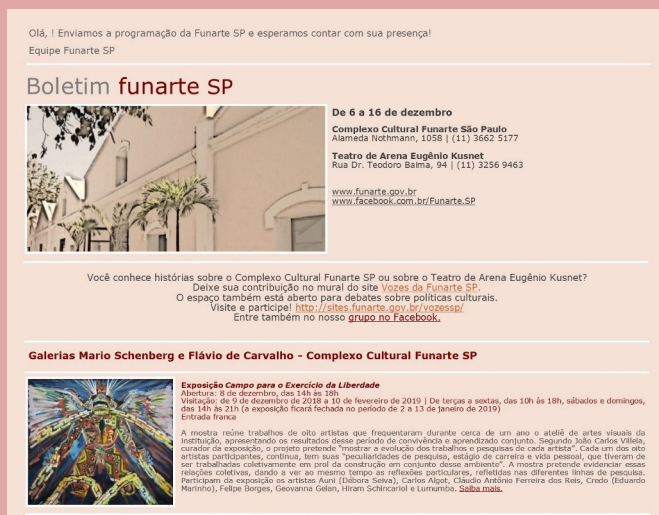 Olá, ! Enviamos a programação da Funarte SP e esperamos contar com sua presença!
Equipe Funarte SP
Boletim funarte SP
De 6 a 16 de dezembro
Complexo Cultural Funarte São Paulo
Alameda Nothmann, 1058 | (11) 3662 5177
Teatro de Arena Eugênio Kusnet
Rua Dr. Teodoro Baima, 94 | (11) 3256 9463
www.funarte.gov.br
www.facebook.com.br/Funarte.SP
Você conhece histórias sobre o Complexo Cultural Funarte SP ou sobre o Teatro de Arena Eugênio Kusnet?
Deixe sua contribuição no mural do site Vozes da Funarte SP.
O espaço também está aberto para debates sobre políticas culturais.
Visite e participe! http://sites.funarte.gov.br/vozessp/
Entre também no nosso grupo no Facebook.
Galerias Mario Schenberg e Flávio de Carvalho - Complexo Cultural Funarte SP
Exposição Campo para o Exercício da Liberdade
Abertura: 8 de dezembro, das 14h às 18h
Visitação: de 9 de dezembro de 2018 a 10 de fevereiro de 2019 | De terças a sextas, das 10h às 18h, sábados e domingos,
das 14h às 21h (a exposição ficará fechada no período de 2 a 13 de janeiro de 2019)
Entrada franca
A mostra reúne trabalhos de oito artistas que frequentaram durante cerca de um ano o ateliê de artes visuais da
instituição, apresentando os resultados desse período de convivência e aprendizado conjunto. Segundo João Carlos Villela,
curador da exposição, o projeto pretende "mostrar a evolução dos trabalhos e pesquisas de cada artista". Cada um dos oito
artistas participantes, continua, tem suas "peculiaridades de pesquisa, estágio de carreira e vida pessoal, que tiveram de
ser trabalhadas coletivamente em prol da construção em conjunto desse ambiente". A mostra pretende evidenciar essas
relações coletivas, dando a ver ao mesmo tempo as reflexões particulares, refletidas nas diferentes linhas de pesquisa.
Participam da exposição os artistas Auni (Débora Seiva), Carlos Algot, Cláudio Antônio Ferreira dos Reis, Credo (Eduardo
Marinho), Felipe Borges, Geovanna Gelan, Hiram Schincariol e Lumumba. Saiba mais.